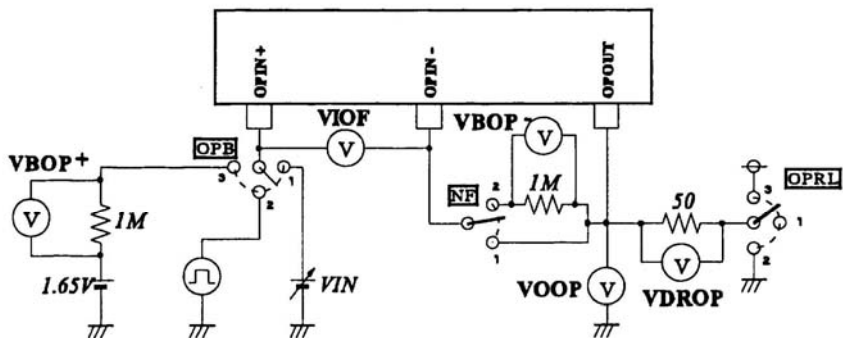 OPIN+
OPIN-
OPOUT
VIOF
VBOP-
VBOP+
OPB
3
1
2
NF
2
1M
1
50
OPRL
3
1
2
1M
1.65V
VIN
VOOP
VDROP
V
V
V
V
V